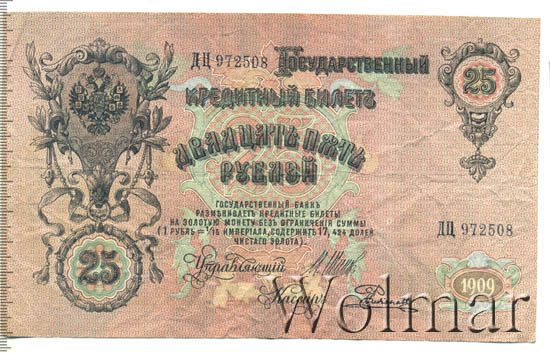 ДЦ 972508 Государственный
25
Кредитный Билетъ
Двадцать пять
рублей
ГОСУДАРСТВЕННЫЙ БАНКЪ
РАЗМѢНИВАЕТЪ КРЕДИТНЫЕ БИЛЕТЫ
НА ЗОЛОТУЮ МОНЕТУ БЕЗЪ ОГРАНИЧЕНІЯ СУММЫ
(1 РУБЛЬ = 1/15 ИМПЕРІАЛА, СОДЕРЖИТЪ 17,424 ДОЛЕЙ
ЧИСТАГО ЗОЛОТА).
ДЦ 972508
25
Управляющій
Кассиръ
1909
Wolmar